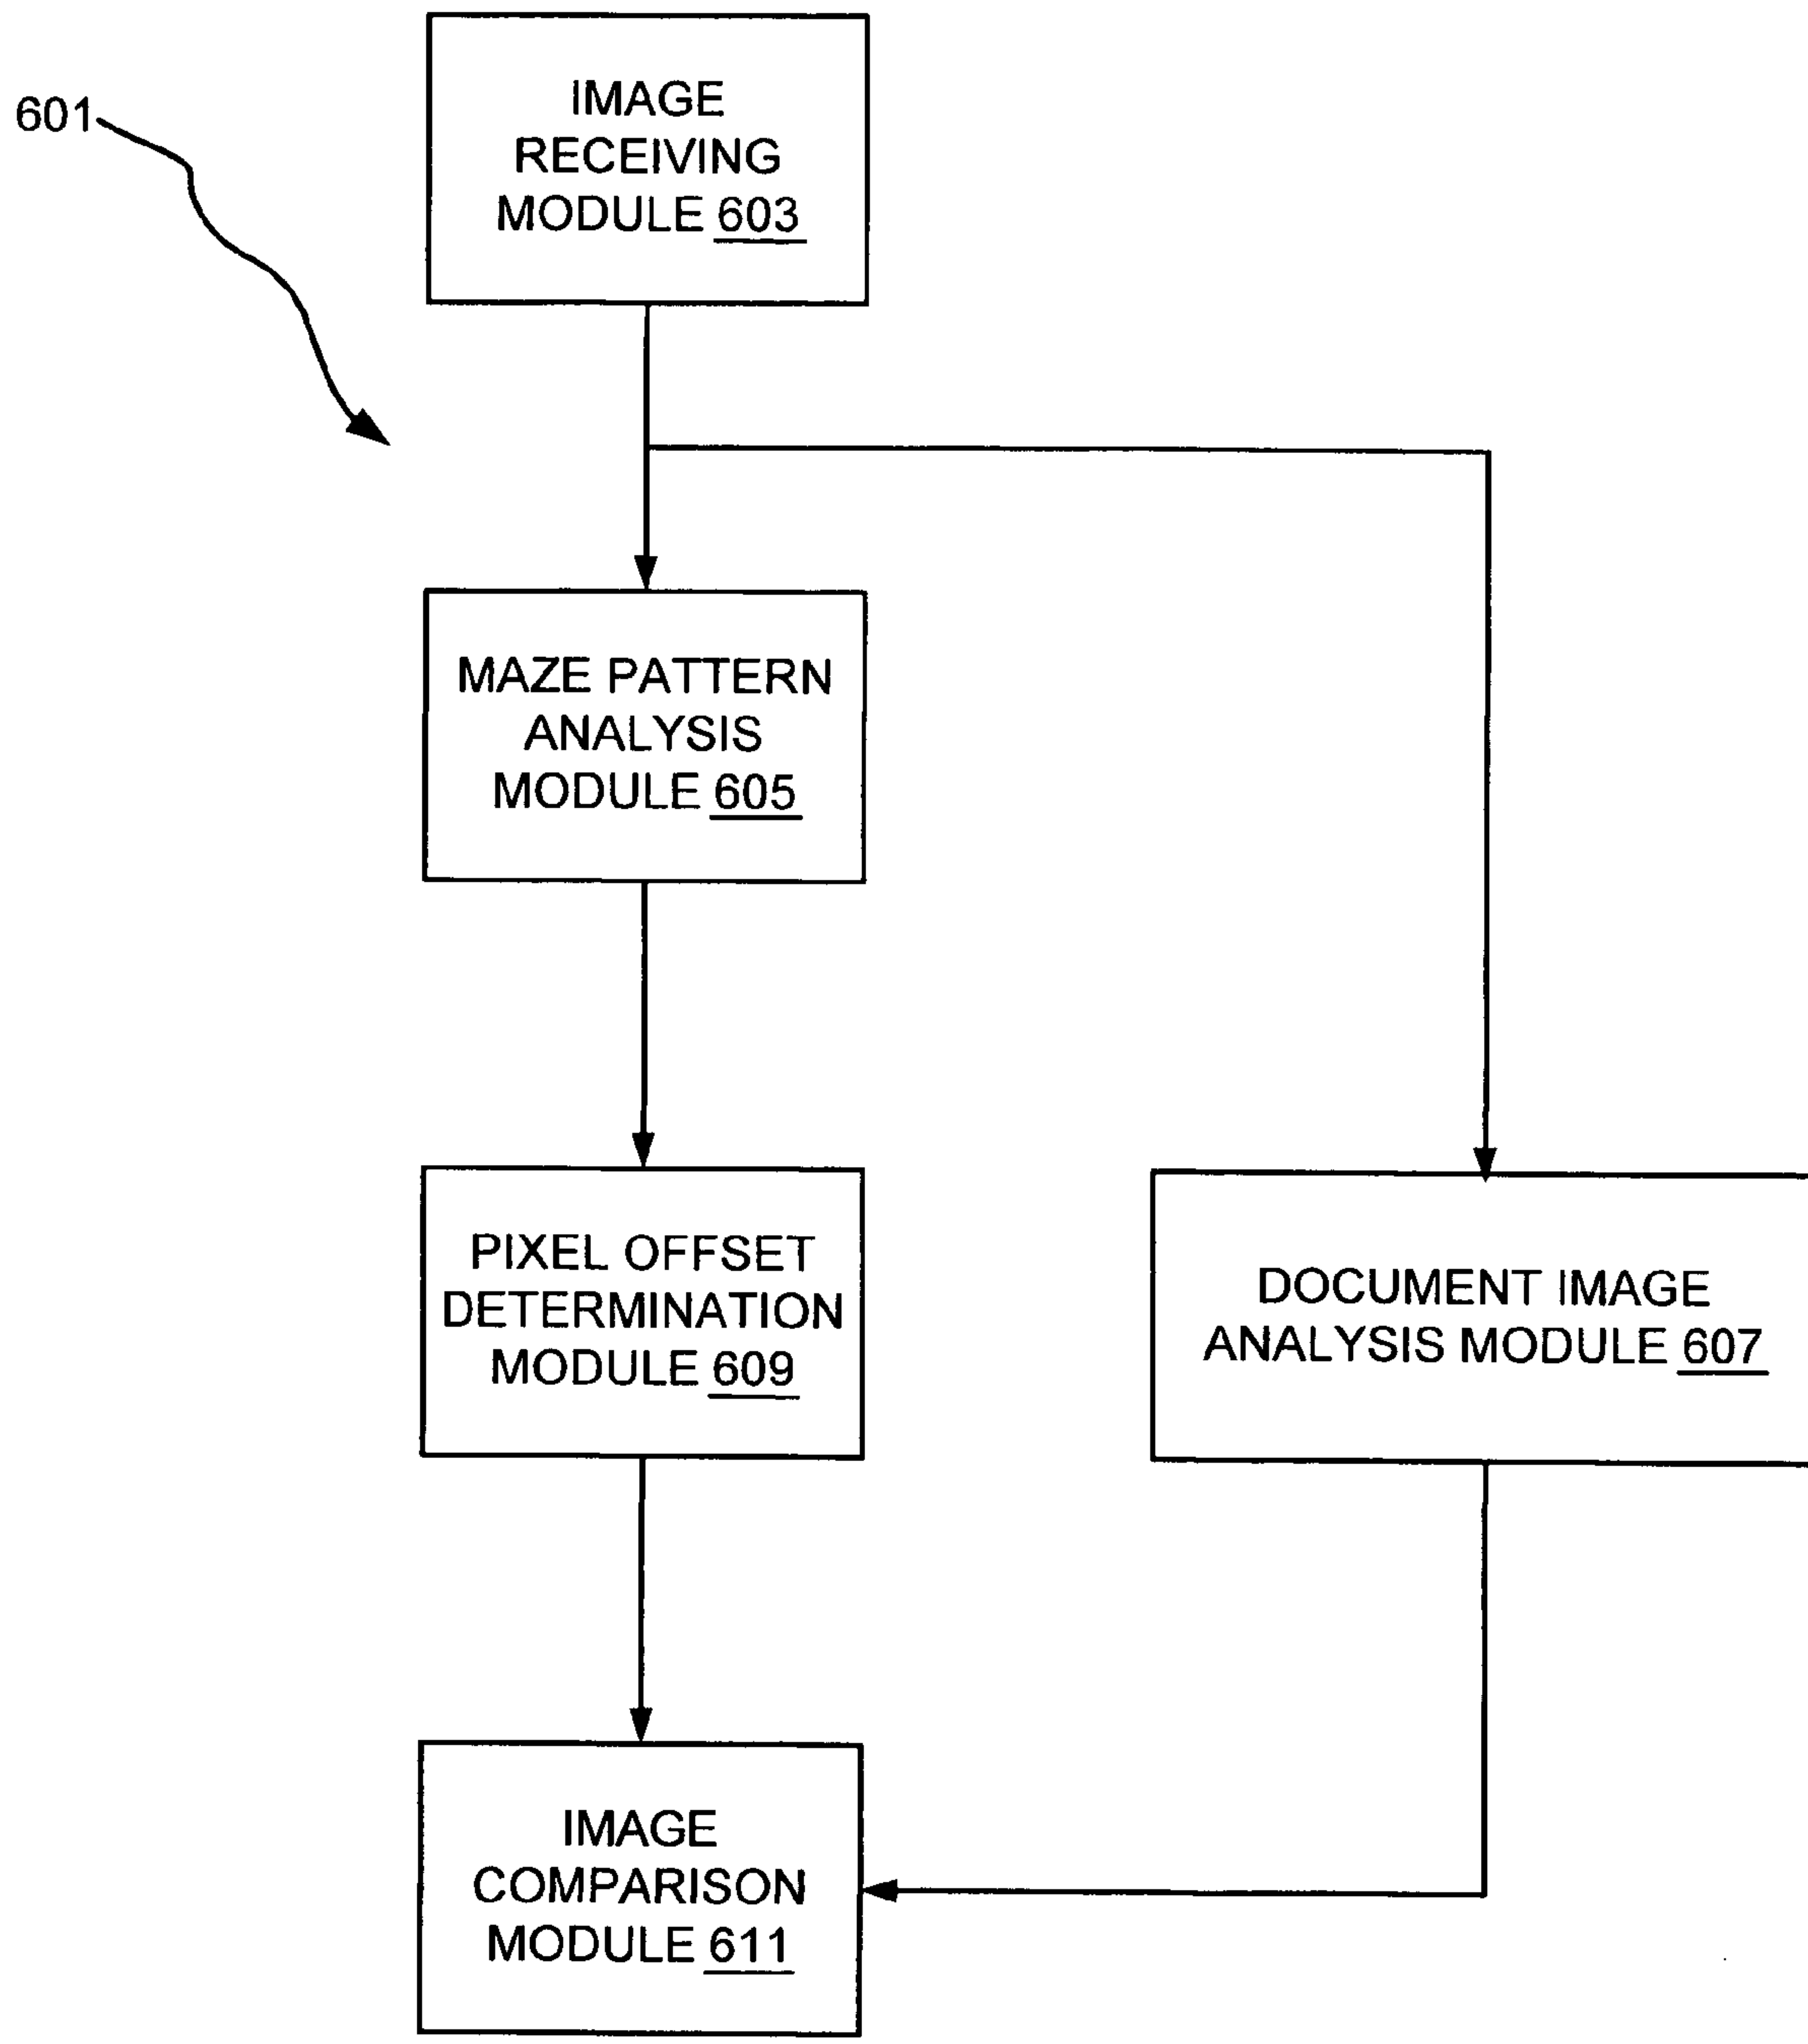 601
IMAGE
RECEIVING
MODULE 603
MAZE PATTERN
ANALYSIS
MODULE 605
PIXEL OFFSET
DETERMINATION
MODULE 609
DOCUMENT IMAGE
ANALYSIS MODULE 607
IMAGE
COMPARISON
MODULE 611